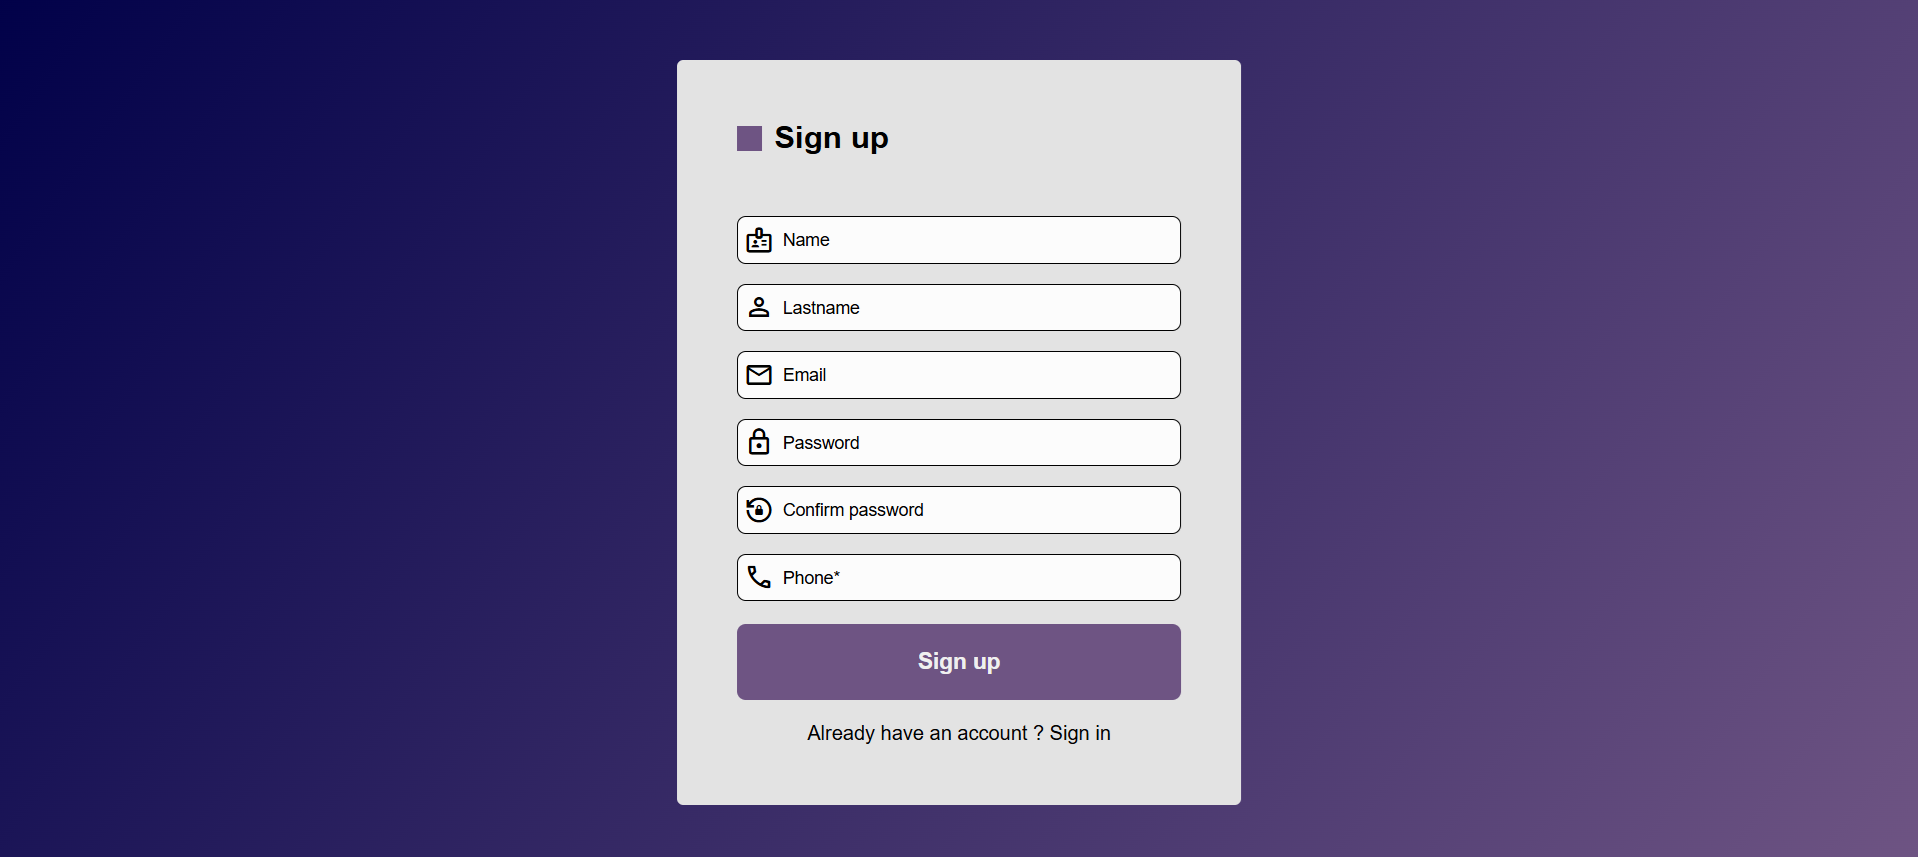 Sign up
Name
Lastname
Email
Password
Confirm password
Phone*
Sign up
Already have an account ? Sign in